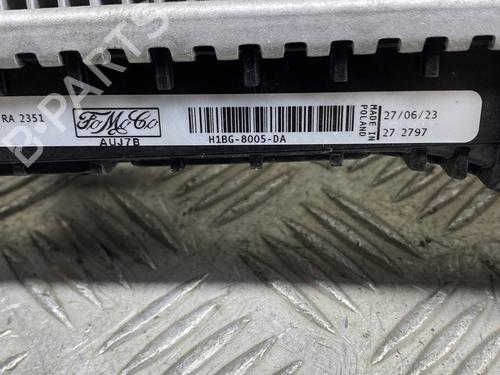 RA 2351
FoMoCo
AUJ7B
H1BG-8005-DA
MADE IN
POLAND
27/06/23
27 2797
B-PARTS